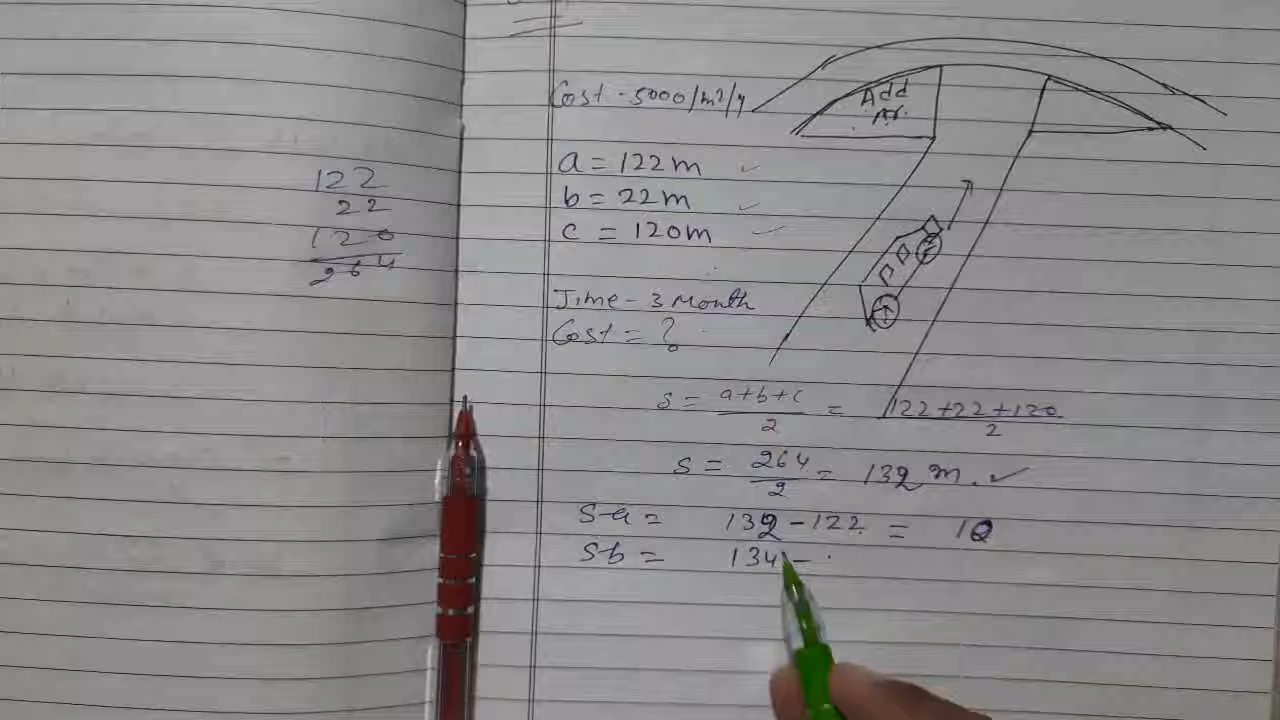 122
22
120
264
Cost - 5000/m²/y
Add
Ar.
a = 122m ✓
b = 22m ✓
c = 120m ✓
Time - 3 Month
Cost = ?
s = a+b+c/2 = 122+22+120/2
s = 264/2 = 132 m. ✓
s-a = 132 - 122 = 10
s-b = 134 -